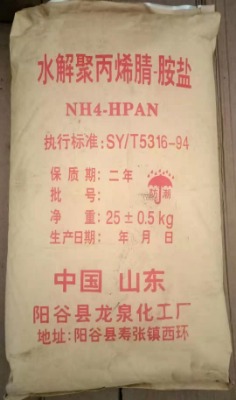 水解聚丙烯腈-胺盐
NH4-HPAN
执行标准:SY/T5316-94
保质期:二年
批号:
防潮
净重:25±0.5kg
生产日期: 年 月 日
中国 山东
阳谷县龙泉化工厂
地址:阳谷县寿张镇西环